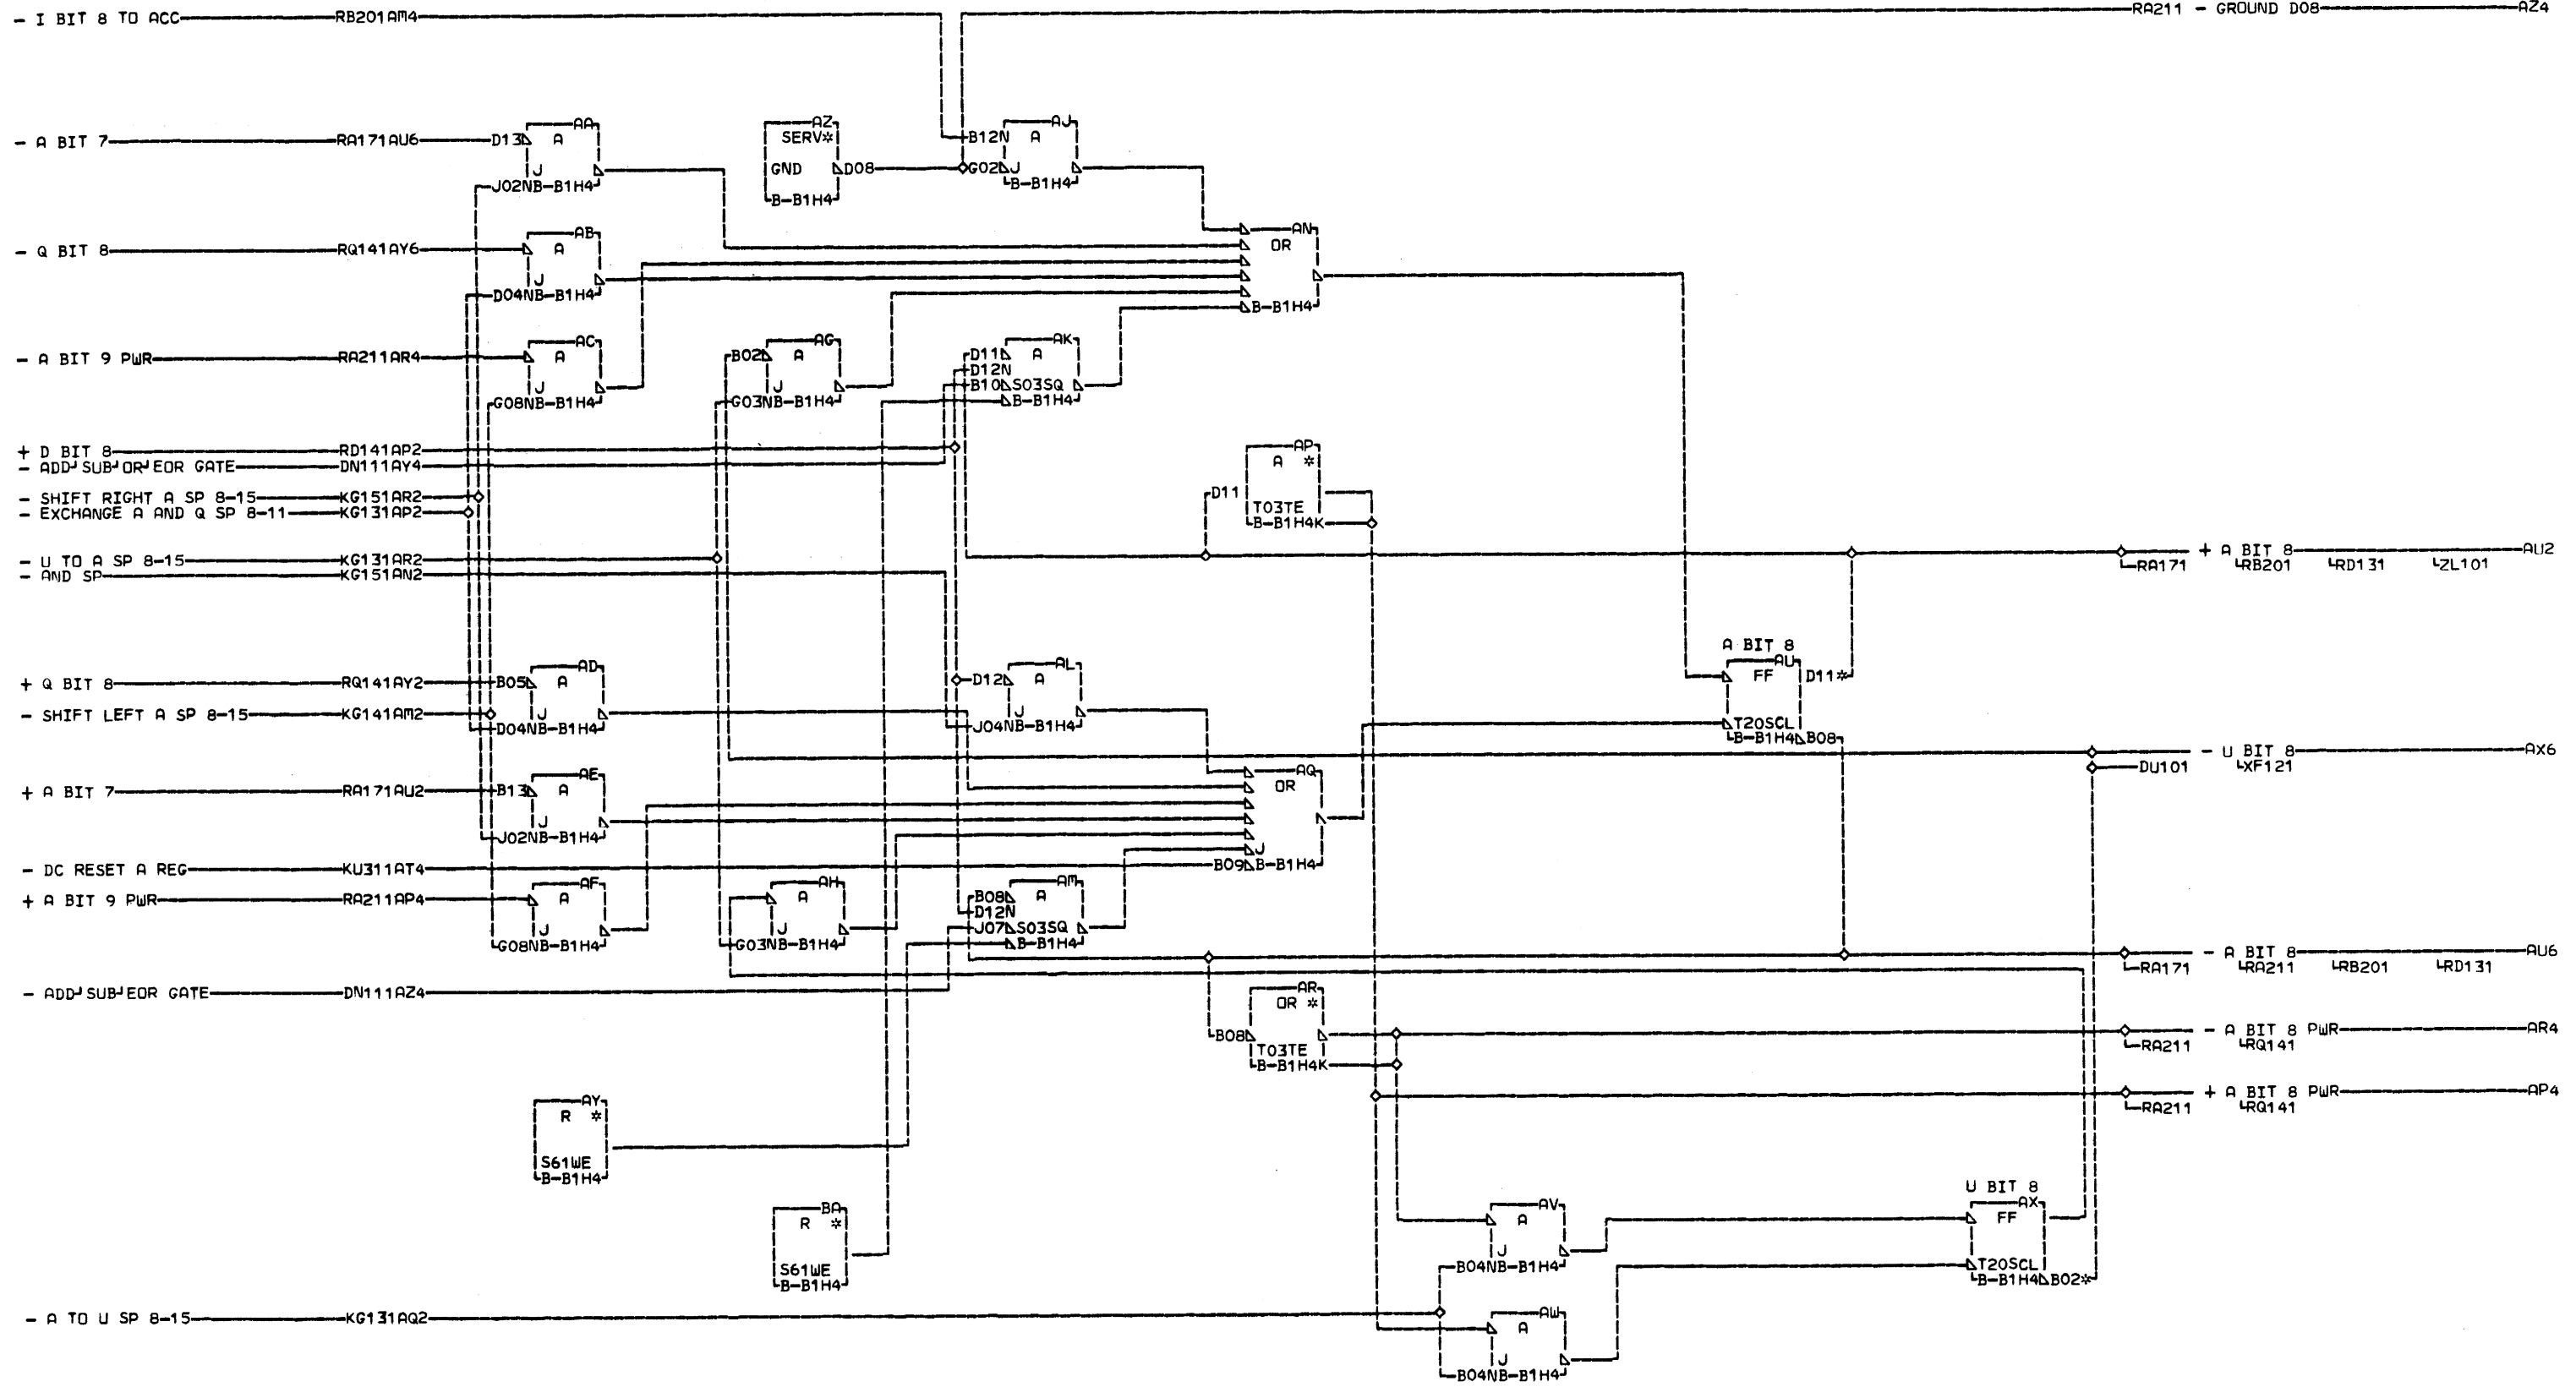 - I BIT 8 TO ACC RB201AM4 RA211 - GROUND D08 AZ4
- A BIT 7 RA171AU6 D13 AA A J J02NB-B1H4
AZ SERV* GND D08 B-B1H4
B12N AJ A G02 J B-B1H4
- Q BIT 8 RQ141AY6 AB A J D04NB-B1H4
AN OR B-B1H4
- A BIT 9 PWR RA211AR4 AC A J G08NB-B1H4
B02 AG A J G03NB-B1H4
D11 AK A D12N B10 S03SQ B-B1H4
+ D BIT 8 RD141AP2
- ADD┘SUB┘OR┘EOR GATE DN111AY4
AP A * D11 T03TE B-B1H4K
- SHIFT RIGHT A SP 8-15 KG151AR2
- EXCHANGE A AND Q SP 8-11 KG131AP2
- U TO A SP 8-15 KG131AR2
- AND SP KG151AN2
+ A BIT 8 AU2
RA171 RB201 RD131 ZL101
A BIT 8
AU FF D11* T20SCL B-B1H4 B08
+ Q BIT 8 RQ141AY2 B05 AD A J D04NB-B1H4
- SHIFT LEFT A SP 8-15 KG141AM2
D12 AL A J J04NB-B1H4
- U BIT 8 AX6
DU101 XF121
AQ OR J B09 B-B1H4
+ A BIT 7 RA171AU2 B13 AE A J J02NB-B1H4
- DC RESET A REG KU311AT4
+ A BIT 9 PWR RA211AP4 AF A J G08NB-B1H4
AH A J G03NB-B1H4
B08 AM A D12N J07 S03SQ B-B1H4
- A BIT 8 AU6
RA171 RA211 RB201 RD131
- ADD┘SUB┘EOR GATE DN111AZ4
AR OR * B08 T03TE B-B1H4K
- A BIT 8 PWR AR4
RA211 RQ141
+ A BIT 8 PWR AP4
RA211 RQ141
AY R * S61WE B-B1H4
BA R * S61WE B-B1H4
AV A J B04NB-B1H4
U BIT 8
AX FF T20SCL B-B1H4 B02*
- A TO U SP 8-15 KG131AQ2
AW A J B04NB-B1H4